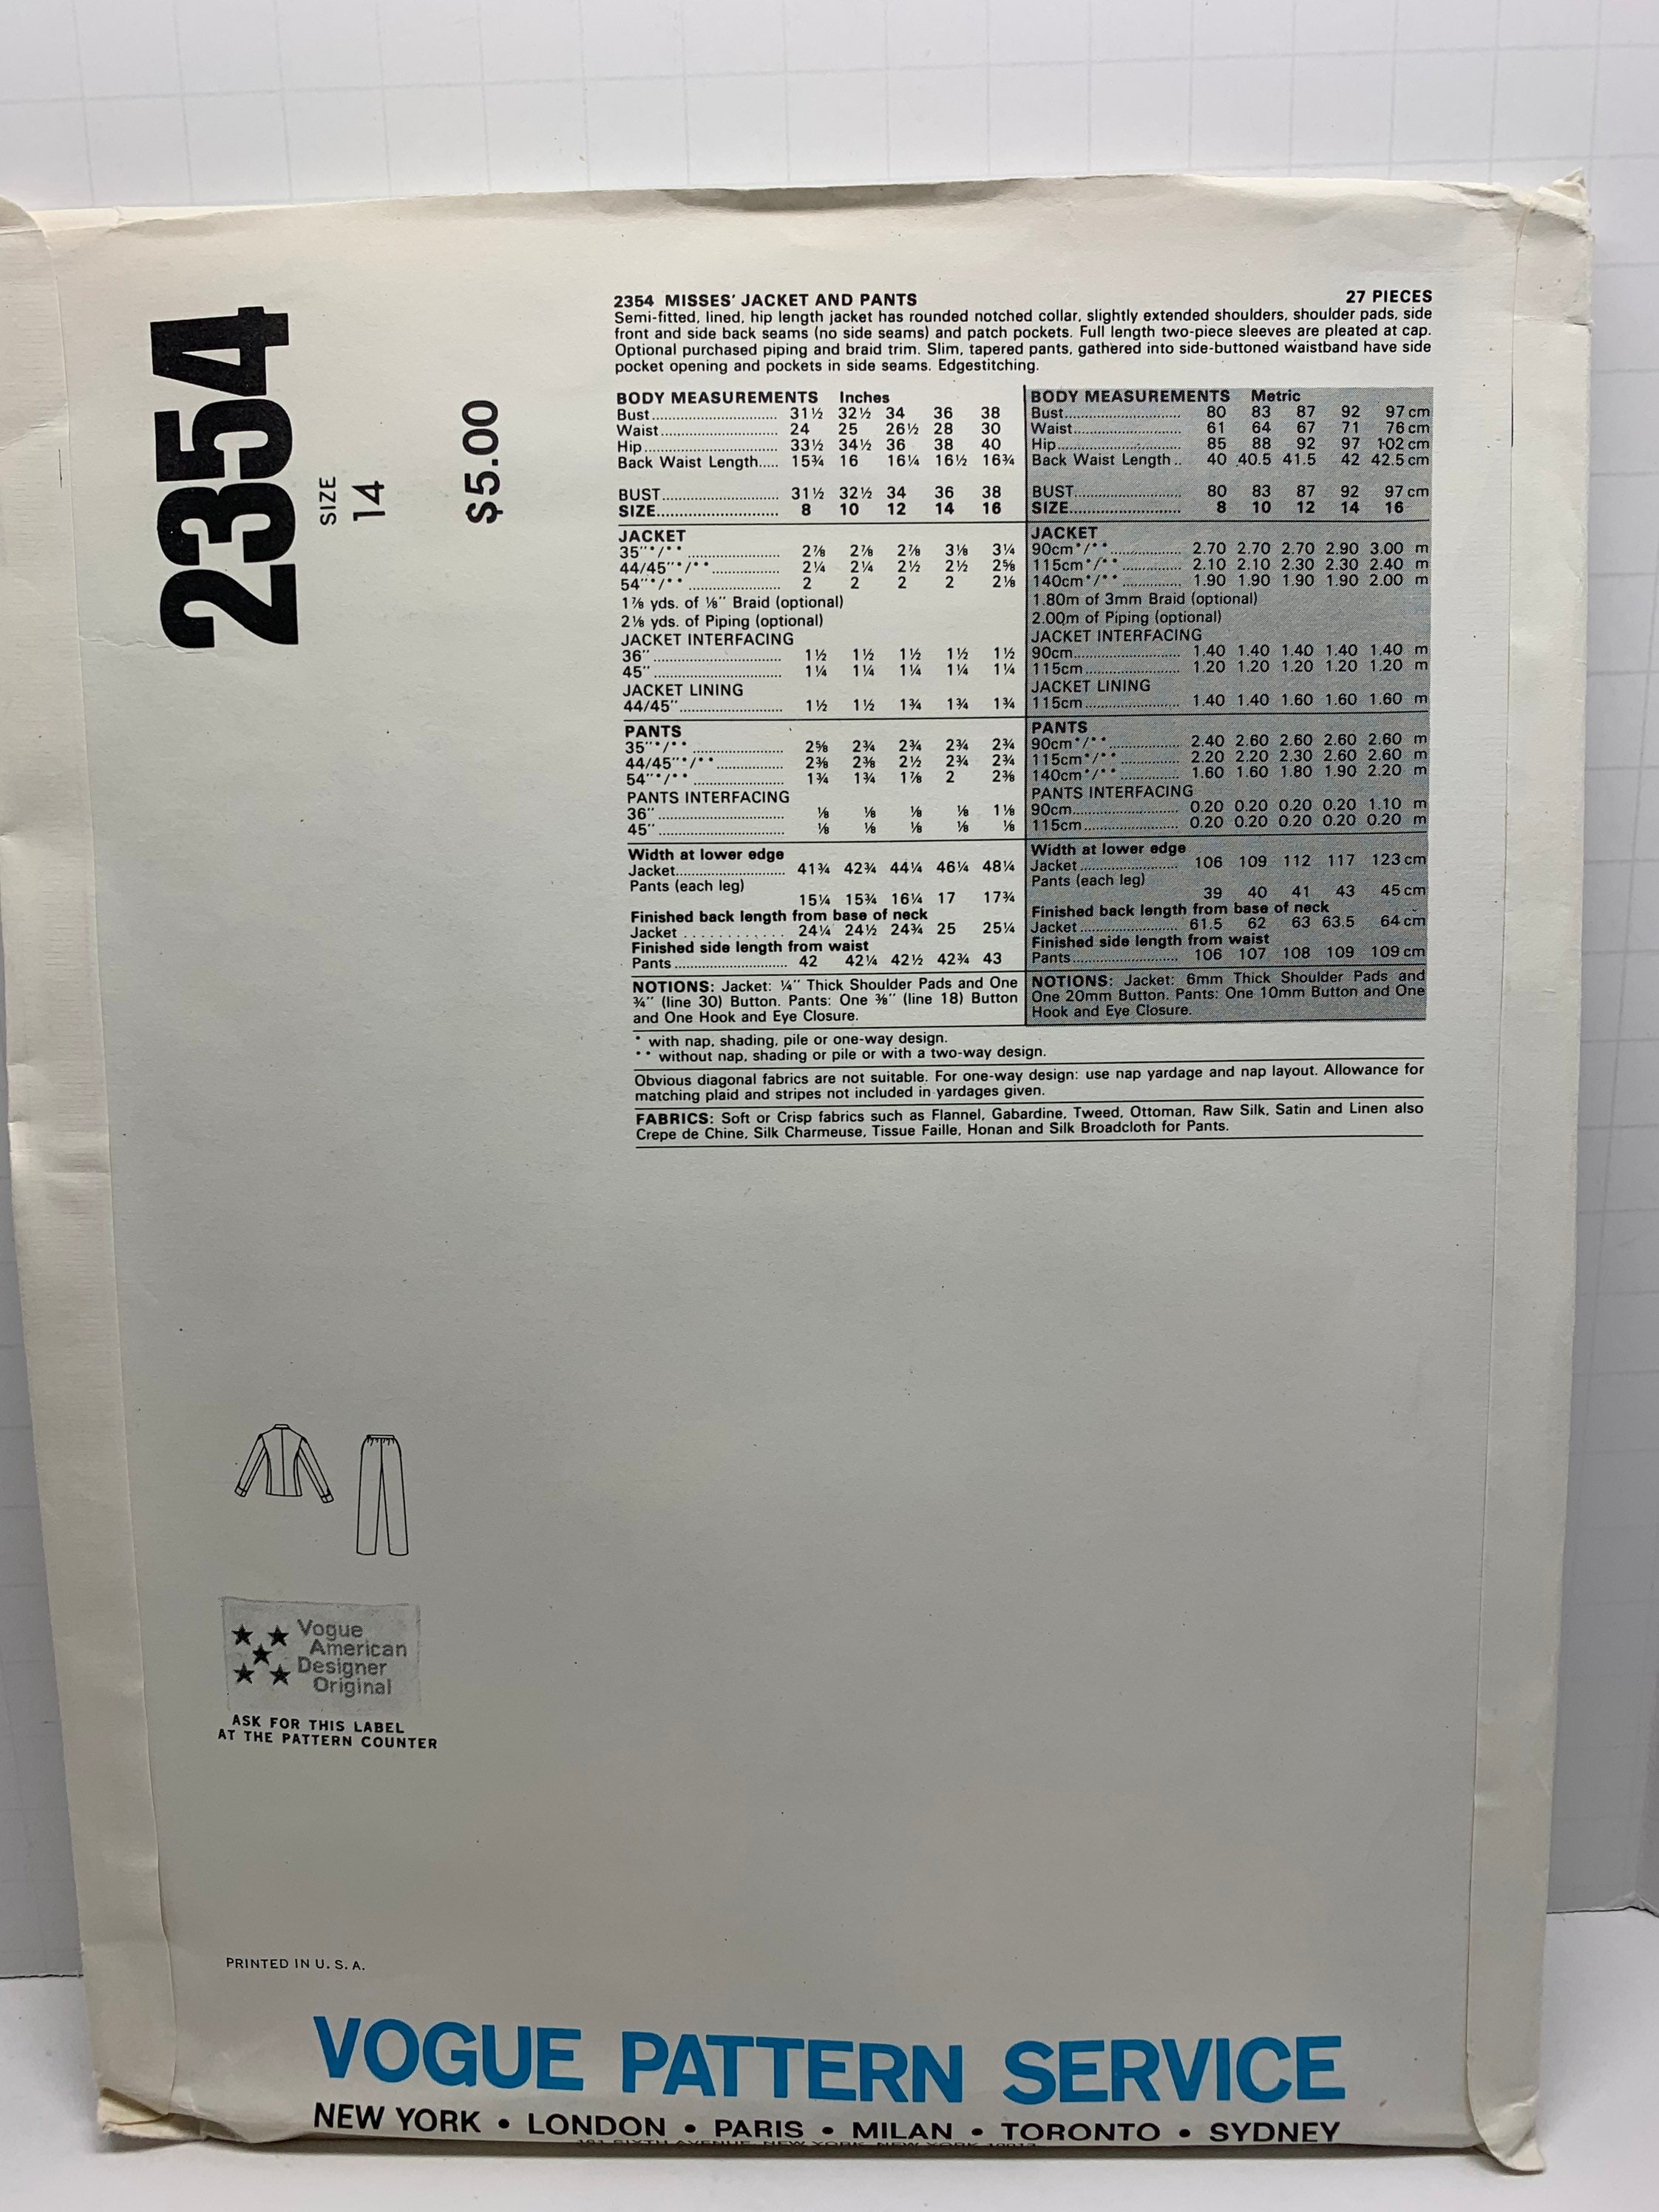 2354
SIZE
14
$5.00
2354 MISSES' JACKET AND PANTS 27 PIECES
Semi-fitted, lined, hip length jacket has rounded notched collar, slightly extended shoulders, shoulder pads, side
front and side back seams (no side seams) and patch pockets. Full length two-piece sleeves are pleated at cap.
Optional purchased piping and braid trim. Slim, tapered pants, gathered into side-buttoned waistband have side
pocket opening and pockets in side seams. Edgestitching.
BODY MEASUREMENTS Inches
Bust 31½ 32½ 34 36 38
Waist 24 25 26½ 28 30
Hip 33½ 34½ 36 38 40
Back Waist Length 15¾ 16 16¼ 16½ 16¾
BUST 31½ 32½ 34 36 38
SIZE 8 10 12 14 16
JACKET
35"*/** 2⅞ 2⅞ 2⅞ 3⅛ 3¼
44/45"*/** 2¼ 2¼ 2½ 2½ 2⅝
54"*/** 2 2 2 2 2⅛
1⅞ yds. of ⅛" Braid (optional)
2⅛ yds. of Piping (optional)
JACKET INTERFACING
36" 1½ 1½ 1½ 1½ 1½
45" 1¼ 1¼ 1¼ 1¼ 1¼
JACKET LINING
44/45" 1½ 1½ 1¾ 1¾ 1¾
PANTS
35"*/** 2⅝ 2¾ 2¾ 2¾ 2¾
44/45"*/** 2⅜ 2⅜ 2½ 2¾ 2¾
54"*/** 1¾ 1¾ 1⅞ 2 2⅜
PANTS INTERFACING
36" ⅛ ⅛ ⅛ ⅛ 1⅛
45" ⅛ ⅛ ⅛ ⅛ ⅛
Width at lower edge
Jacket 41¾ 42¾ 44¼ 46¼ 48¼
Pants (each leg)
15¼ 15¾ 16¼ 17 17¾
Finished back length from base of neck
Jacket 24¼ 24½ 24¾ 25 25¼
Finished side length from waist
Pants 42 42¼ 42½ 42¾ 43
NOTIONS: Jacket: ¼" Thick Shoulder Pads and One
¾" (line 30) Button. Pants: One ⅜" (line 18) Button
and One Hook and Eye Closure.
BODY MEASUREMENTS Metric
Bust 80 83 87 92 97 cm
Waist 61 64 67 71 76 cm
Hip 85 88 92 97 102 cm
Back Waist Length 40 40.5 41.5 42 42.5 cm
BUST 80 83 87 92 97 cm
SIZE 8 10 12 14 16
JACKET
90cm*/** 2.70 2.70 2.70 2.90 3.00 m
115cm*/** 2.10 2.10 2.30 2.30 2.40 m
140cm*/** 1.90 1.90 1.90 1.90 2.00 m
1.80m of 3mm Braid (optional)
2.00m of Piping (optional)
JACKET INTERFACING
90cm 1.40 1.40 1.40 1.40 1.40 m
115cm 1.20 1.20 1.20 1.20 1.20 m
JACKET LINING
115cm 1.40 1.40 1.60 1.60 1.60 m
PANTS
90cm*/** 2.40 2.60 2.60 2.60 2.60 m
115cm*/** 2.20 2.20 2.30 2.60 2.60 m
140cm*/** 1.60 1.60 1.80 1.90 2.20 m
PANTS INTERFACING
90cm 0.20 0.20 0.20 0.20 1.10 m
115cm 0.20 0.20 0.20 0.20 0.20 m
Width at lower edge
Jacket 106 109 112 117 123 cm
Pants (each leg)
39 40 41 43 45 cm
Finished back length from base of neck
Jacket 61.5 62 63 63.5 64 cm
Finished side length from waist
Pants 106 107 108 109 109 cm
NOTIONS: Jacket: 6mm Thick Shoulder Pads and
One 20mm Button. Pants: One 10mm Button and One
Hook and Eye Closure.
* with nap, shading, pile or one-way design.
** without nap, shading or pile or with a two-way design.
Obvious diagonal fabrics are not suitable. For one-way design: use nap yardage and nap layout. Allowance for
matching plaid and stripes not included in yardages given.
FABRICS: Soft or Crisp fabrics such as Flannel, Gabardine, Tweed, Ottoman, Raw Silk, Satin and Linen also
Crepe de Chine, Silk Charmeuse, Tissue Faille, Honan and Silk Broadcloth for Pants.
Vogue
American
Designer
Original
ASK FOR THIS LABEL
AT THE PATTERN COUNTER
PRINTED IN U.S.A.
VOGUE PATTERN SERVICE
NEW YORK • LONDON • PARIS • MILAN • TORONTO • SYDNEY